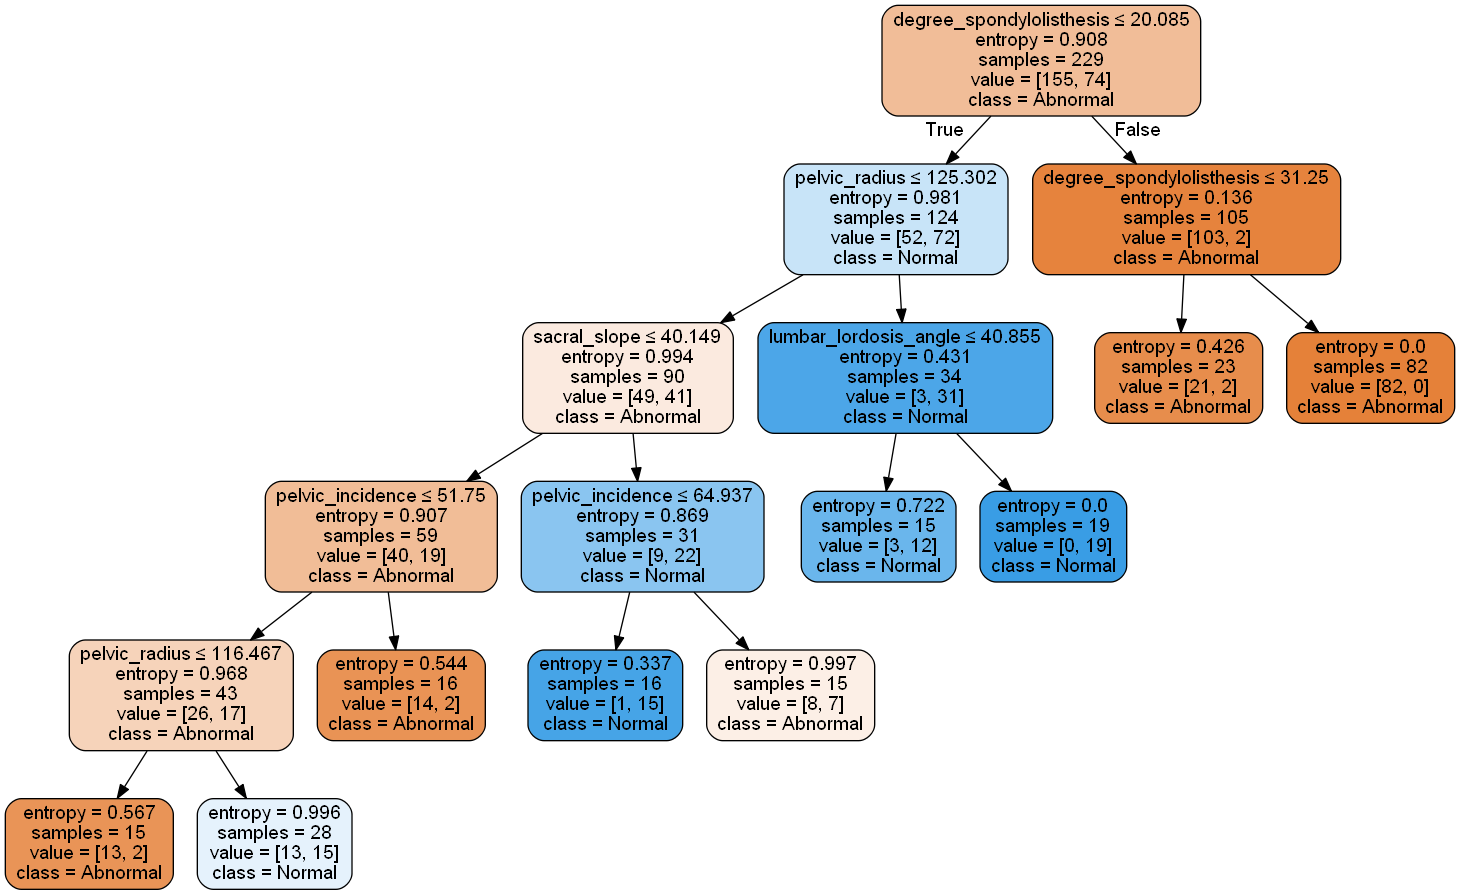 degree_spondylolisthesis ≤ 20.085
entropy = 0.908
samples = 229
value = [155, 74]
class = Abnormal
True
False
pelvic_radius ≤ 125.302
entropy = 0.981
samples = 124
value = [52, 72]
class = Normal
degree_spondylolisthesis ≤ 31.25
entropy = 0.136
samples = 105
value = [103, 2]
class = Abnormal
sacral_slope ≤ 40.149
entropy = 0.994
samples = 90
value = [49, 41]
class = Abnormal
lumbar_lordosis_angle ≤ 40.855
entropy = 0.431
samples = 34
value = [3, 31]
class = Normal
entropy = 0.426
samples = 23
value = [21, 2]
class = Abnormal
entropy = 0.0
samples = 82
value = [82, 0]
class = Abnormal
pelvic_incidence ≤ 51.75
entropy = 0.907
samples = 59
value = [40, 19]
class = Abnormal
pelvic_incidence ≤ 64.937
entropy = 0.869
samples = 31
value = [9, 22]
class = Normal
entropy = 0.722
samples = 15
value = [3, 12]
class = Normal
entropy = 0.0
samples = 19
value = [0, 19]
class = Normal
pelvic_radius ≤ 116.467
entropy = 0.968
samples = 43
value = [26, 17]
class = Abnormal
entropy = 0.544
samples = 16
value = [14, 2]
class = Abnormal
entropy = 0.337
samples = 16
value = [1, 15]
class = Normal
entropy = 0.997
samples = 15
value = [8, 7]
class = Abnormal
entropy = 0.567
samples = 15
value = [13, 2]
class = Abnormal
entropy = 0.996
samples = 28
value = [13, 15]
class = Normal